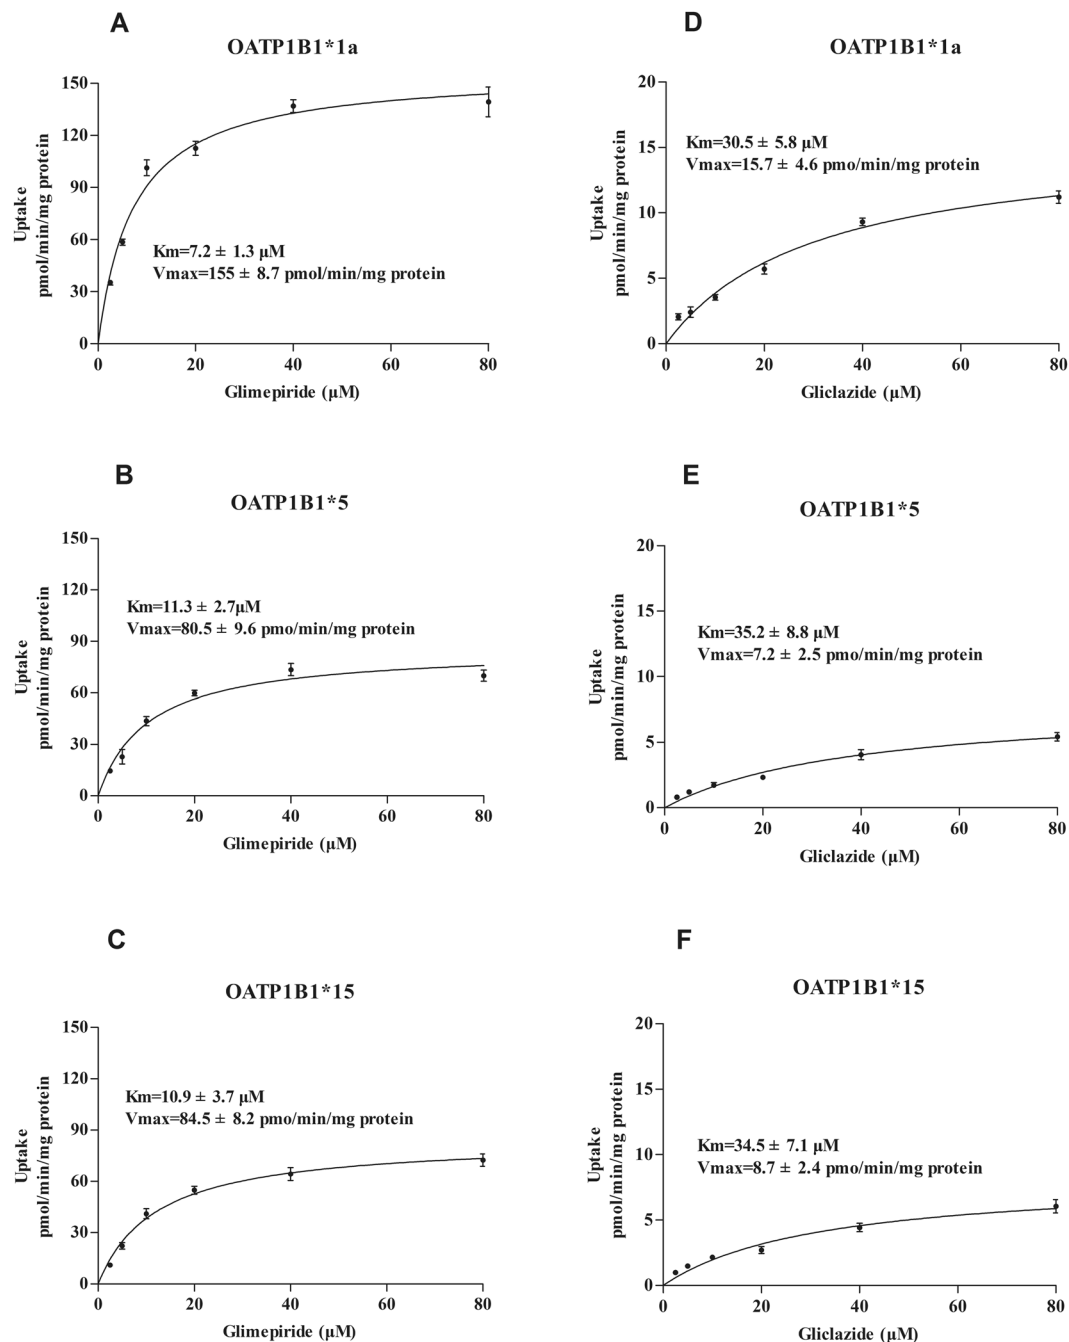 A
OATP1B1*1a
150
120
90
60
30
0
Uptake
pmol/min/mg protein
Km=7.2 ± 1.3 μM
Vmax=155 ± 8.7 pmol/min/mg protein
0 20 40 60 80
Glimepiride (μM)
D
OATP1B1*1a
20
15
10
5
0
Uptake
pmol/min/mg protein
Km=30.5 ± 5.8 μM
Vmax=15.7 ± 4.6 pmo/min/mg protein
0 20 40 60 80
Gliclazide (μM)
B
OATP1B1*5
150
120
90
60
30
0
Uptake
pmol/min/mg protein
Km=11.3 ± 2.7μM
Vmax=80.5 ± 9.6 pmo/min/mg protein
0 20 40 60 80
Glimepiride (μM)
E
OATP1B1*5
20
15
10
5
0
Uptake
pmol/min/mg protein
Km=35.2 ± 8.8 μM
Vmax=7.2 ± 2.5 pmo/min/mg protein
0 20 40 60 80
Gliclazide (μM)
C
OATP1B1*15
150
120
90
60
30
0
Uptake
pmol/min/mg protein
Km=10.9 ± 3.7 μM
Vmax=84.5 ± 8.2 pmo/min/mg protein
0 20 40 60 80
Glimepiride (μM)
F
OATP1B1*15
20
15
10
5
0
Uptake
pmol/min/mg protein
Km=34.5 ± 7.1 μM
Vmax=8.7 ± 2.4 pmo/min/mg protein
0 20 40 60 80
Gliclazide (μM)